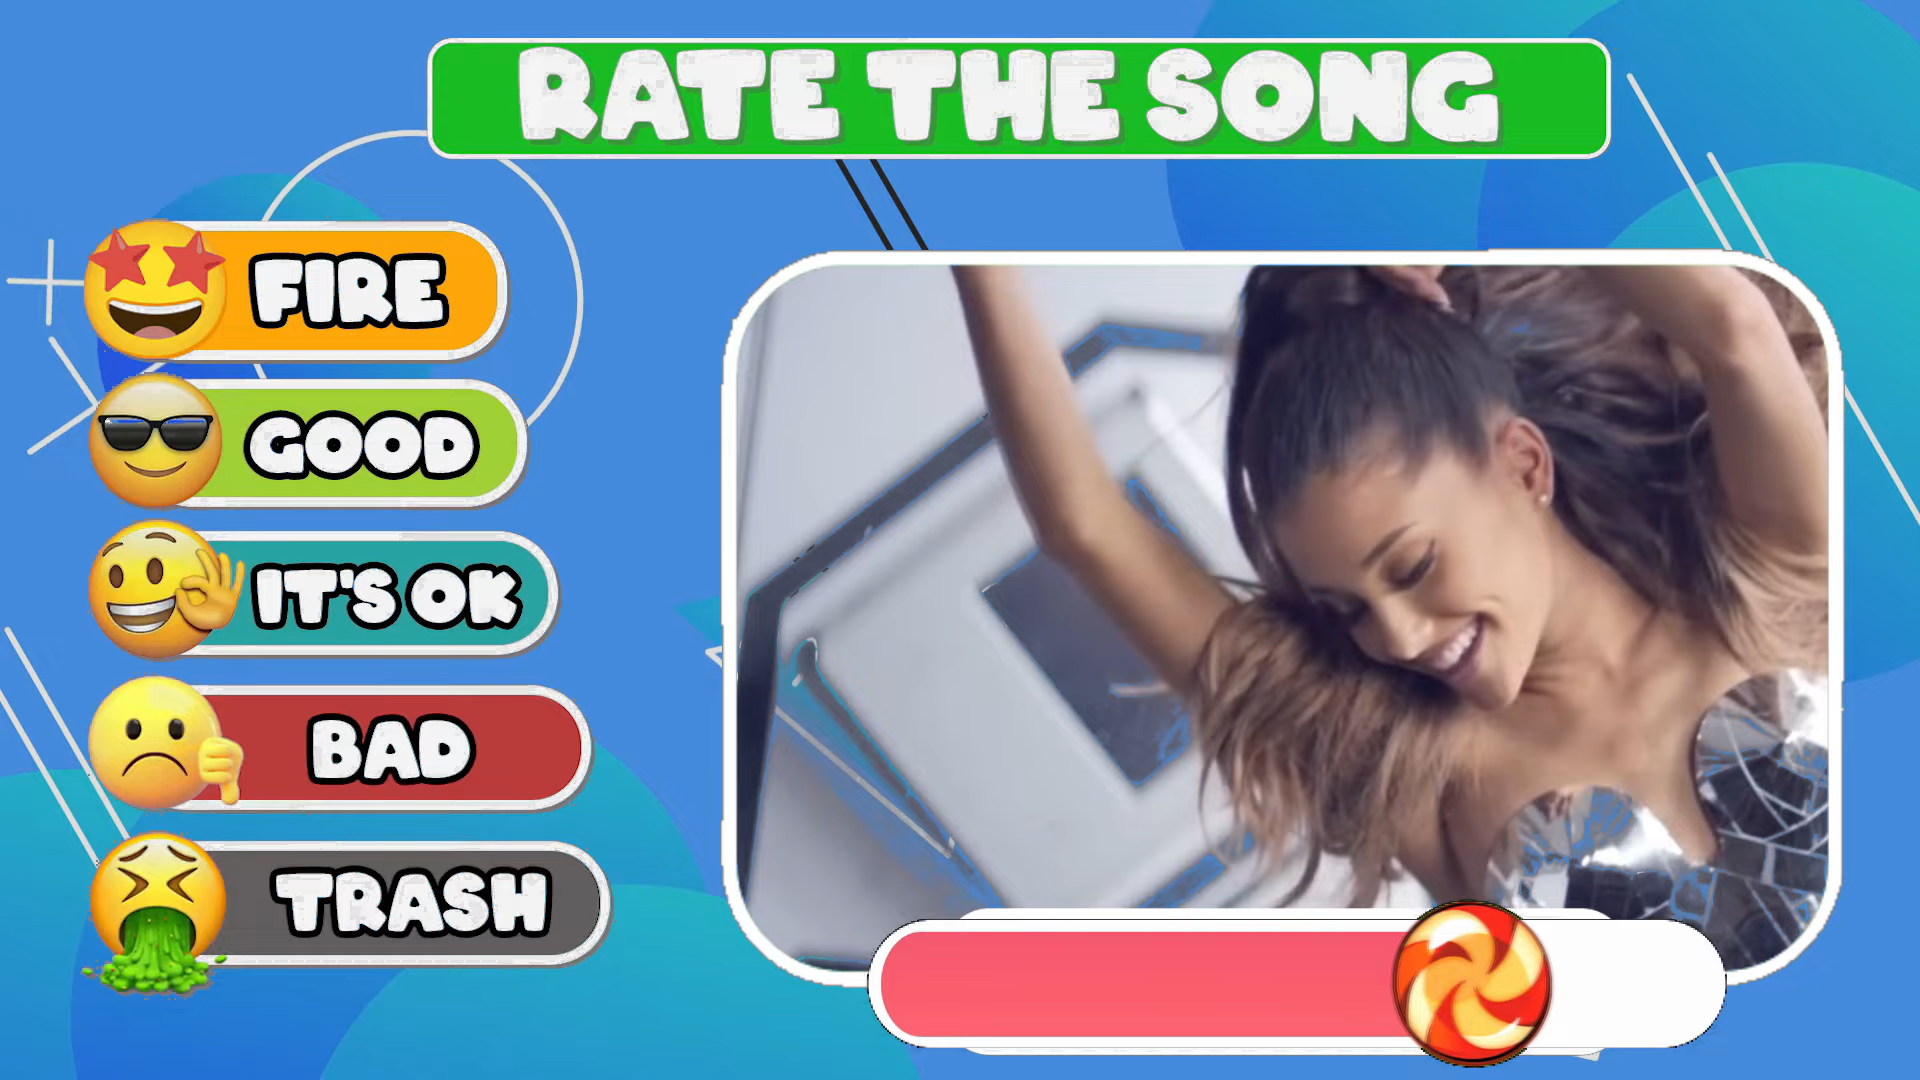 RATE THE SONG
FIRE
GOOD
IT'S OK
BAD
TRASH